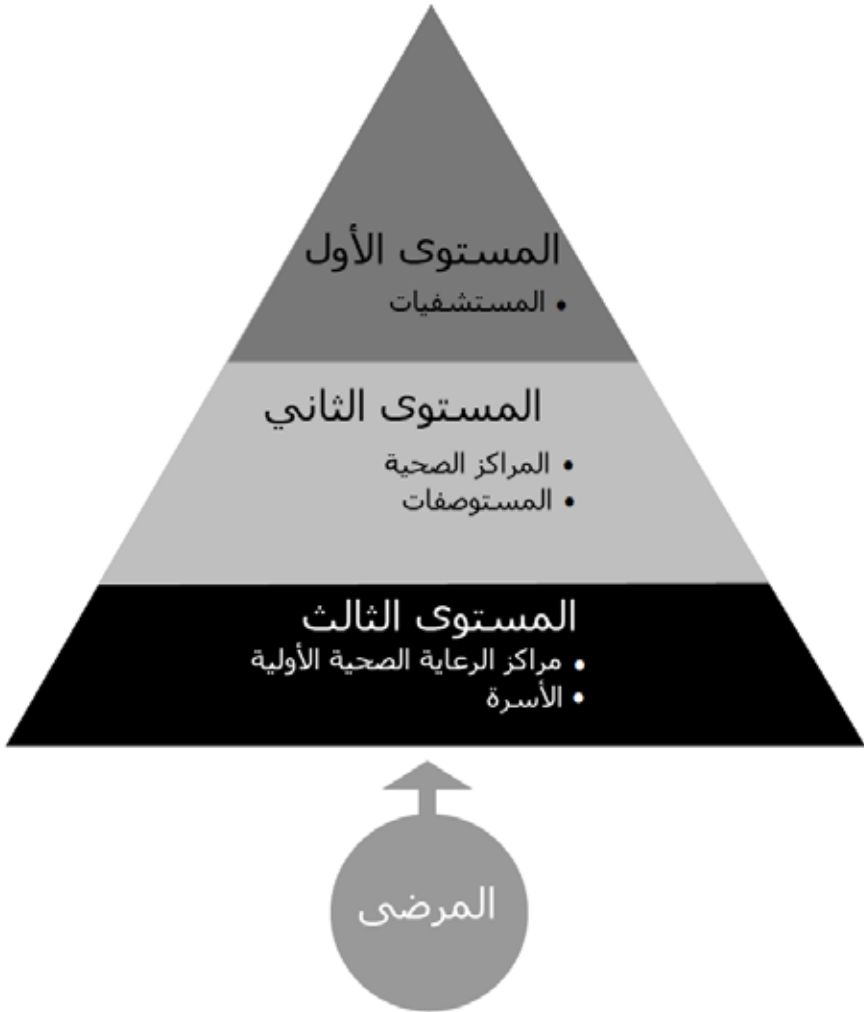 المستوى الأول
• المستشفيات
المستوى الثاني
• المراكز الصحية
• المستوصفات
المستوى الثالث
• مراكز الرعاية الصحية الأولية
• الأسرة
المرضى